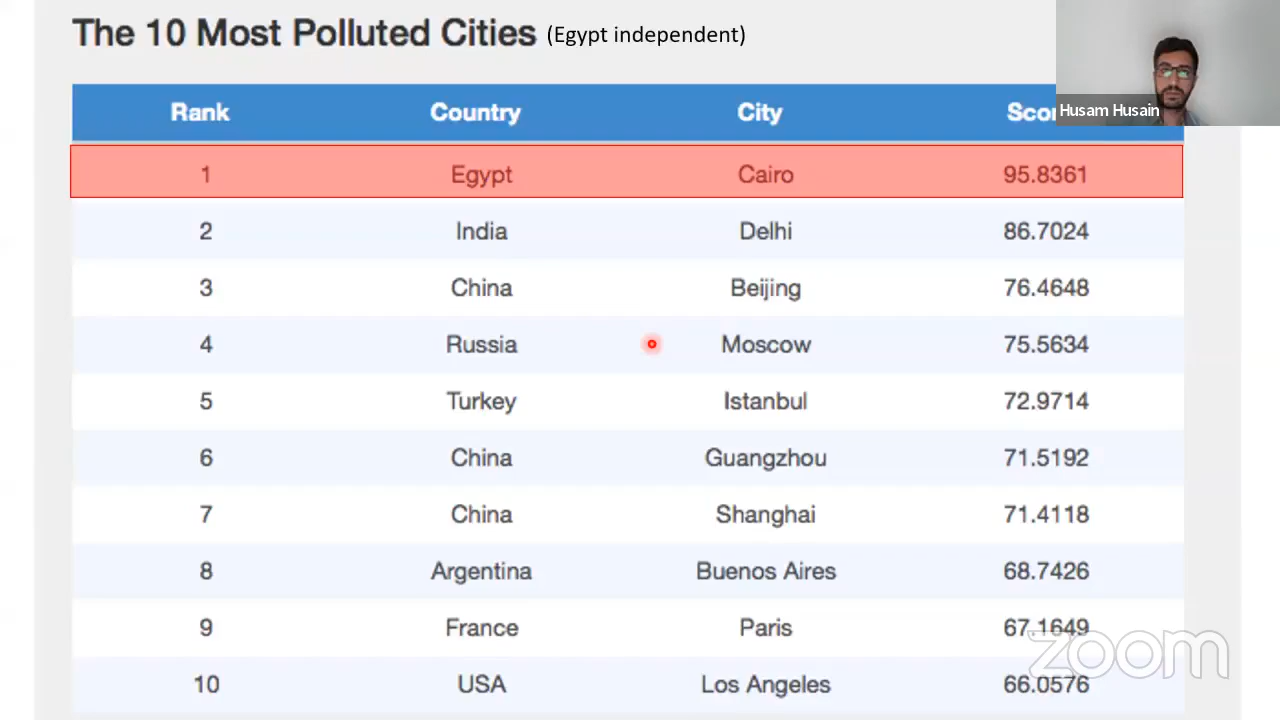 The 10 Most Polluted Cities (Egypt independent)
Husam Husain
Rank Country City
1 Egypt Cairo 95.8361
2 India Delhi 86.7024
3 China Beijing 76.4648
4 Russia Moscow 75.5634
5 Turkey Istanbul 72.9714
6 China Guangzhou 71.5192
7 China Shanghai 71.4118
8 Argentina Buenos Aires 68.7426
9 France Paris 67.1649
zoom
10 USA Los Angeles 66.0576